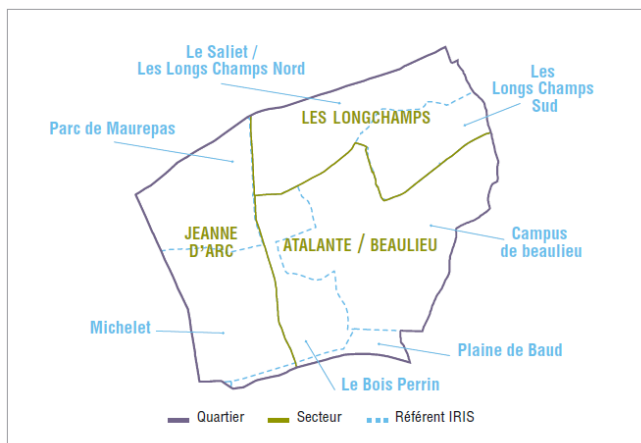 Le Saliet /
Les Longs Champs Nord
Les
Longs Champs
Sud
LES LONGCHAMPS
Parc de Maurepas
JEANNE
D'ARC
ATALANTE / BEAULIEU
Campus
de beaulieu
Michelet
Plaine de Baud
Le Bois Perrin
Quartier
Secteur
Référent IRIS